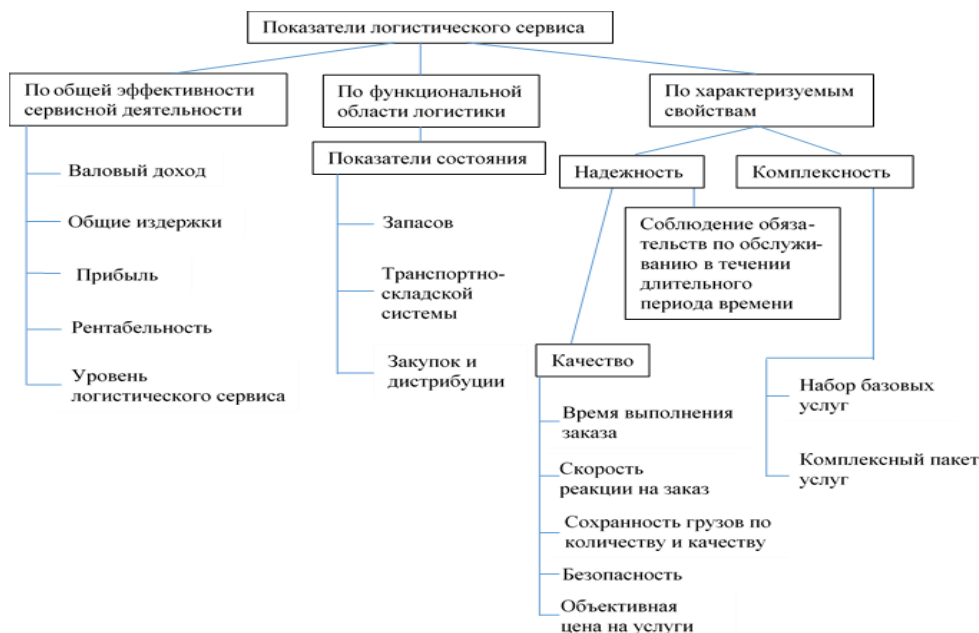 Показатели логистического сервиса
По общей эффективности
сервисной деятельности
Валовый доход
Общие издержки
Прибыль
Рентабельность
Уровень
логистического сервиса
По функциональной
области логистики
Показатели состояния
Запасов
Транспортно-
складской
системы
Закупок и
дистрибуции
По характеризуемым
свойствам
Надежность
Соблюдение обяза-
тельств по обслужи-
ванию в течении
длительного
периода времени
Качество
Время выполнения
заказа
Скорость
реакции на заказ
Сохранность грузов по
количеству и качеству
Безопасность
Объективная
цена на услуги
Комплексность
Набор базовых
услуг
Комплексный пакет
услуг